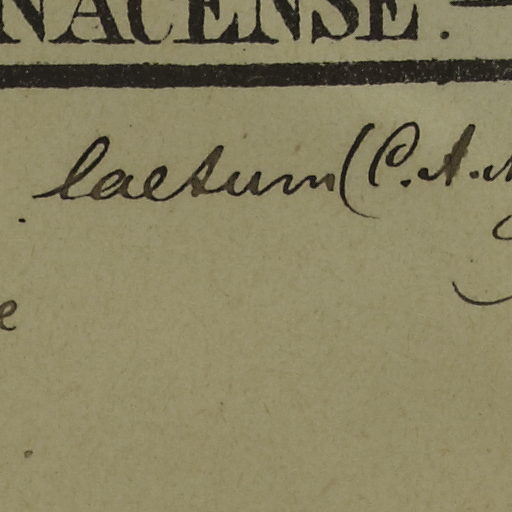 NACENSE. —
laetum (C. A. M
e